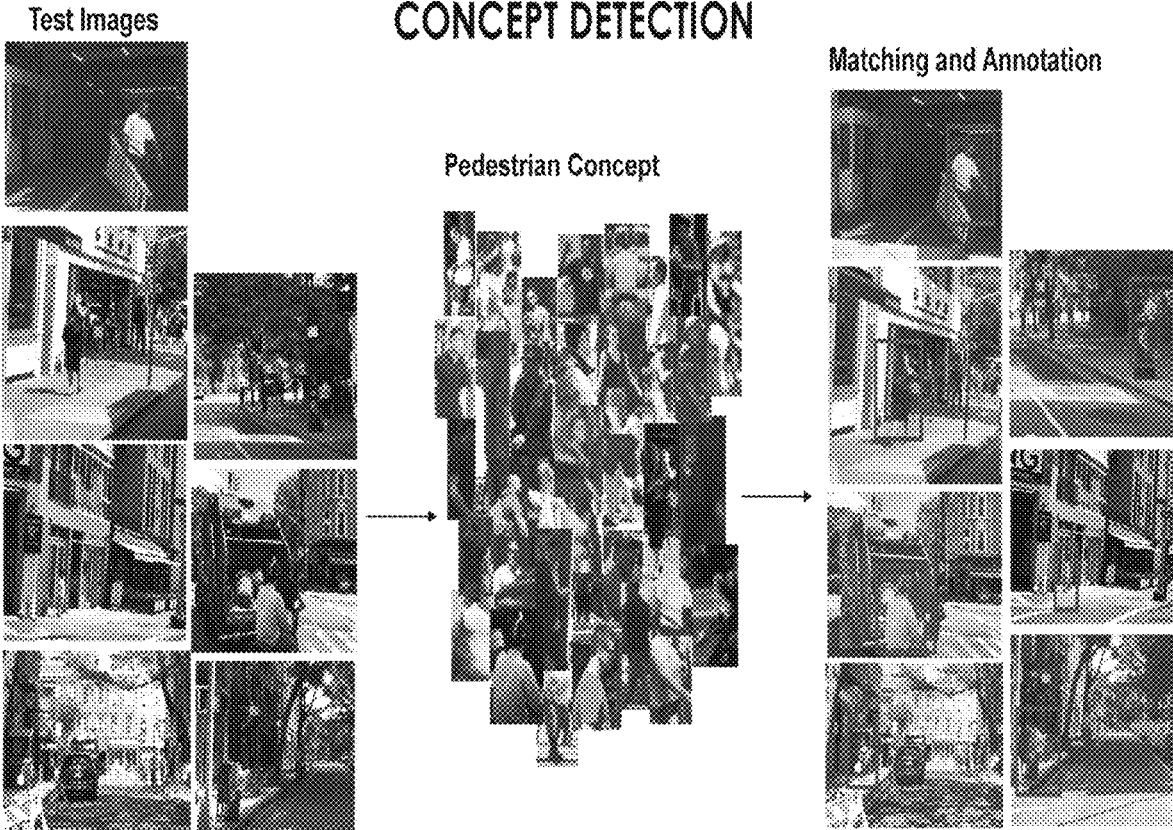 CONCEPT DETECTION
Test Images
Matching and Annotation
Pedestrian Concept